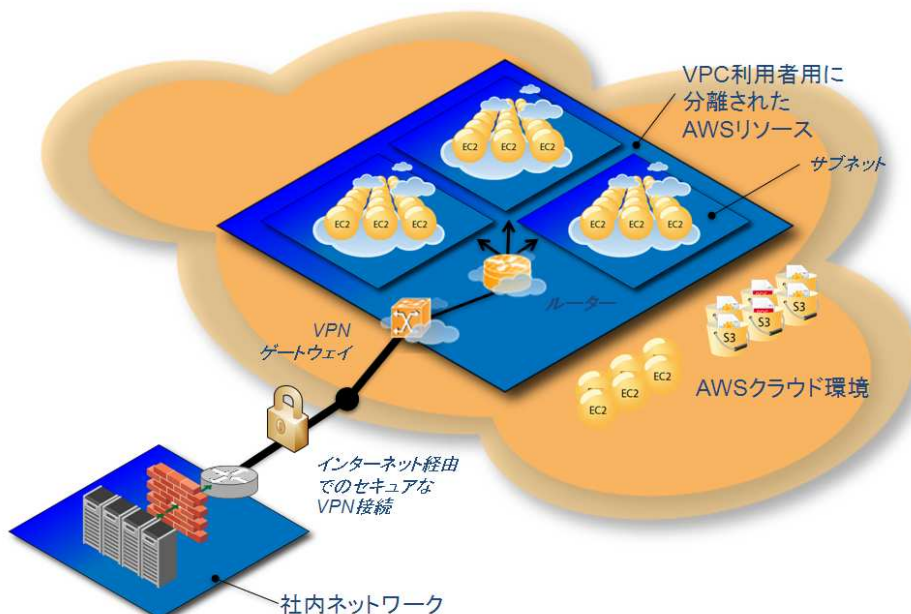 VPC利用者用に
分離された
AWSリソース
サブネット
EC2 EC2 EC2
EC2 EC2 EC2
EC2 EC2 EC2
ルーター
VPN
ゲートウェイ
S3 S3 S3
EC2 EC2 EC2
AWSクラウド環境
インターネット経由
でのセキュアな
VPN接続
社内ネットワーク